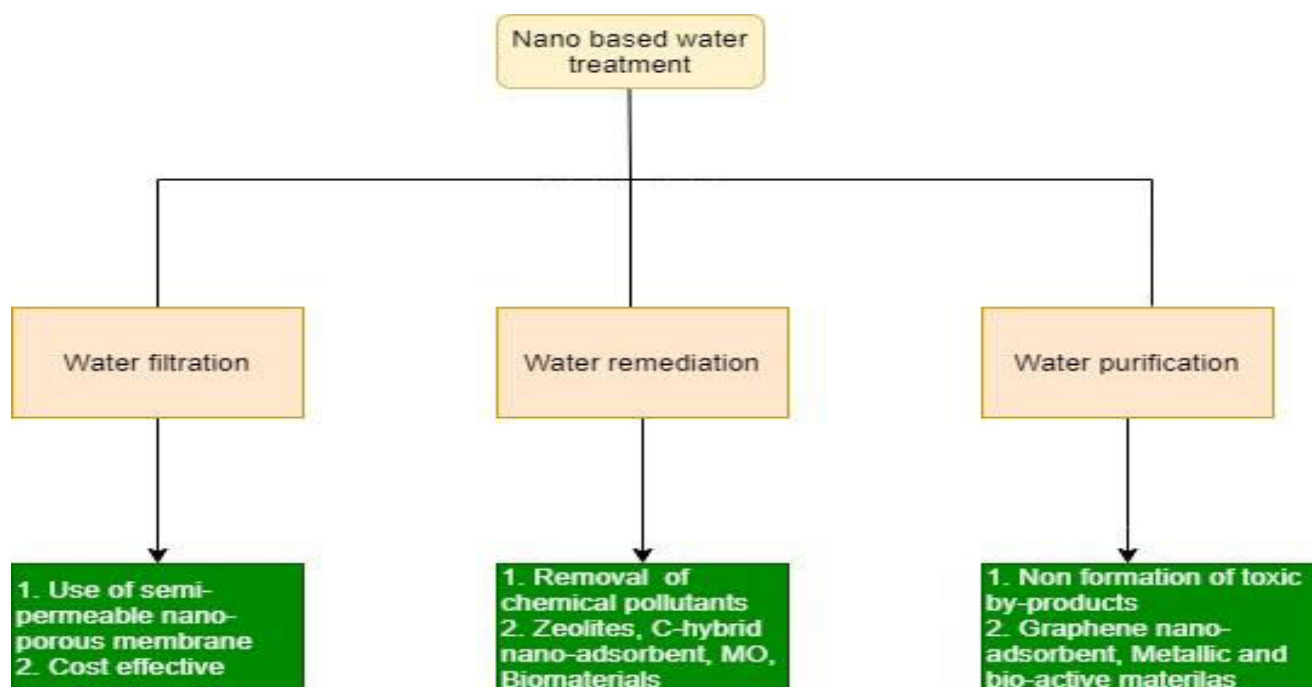 Nano based water
treatment
Water filtration
Water remediation
Water purification
1. Use of semi-
permeable nano-
porous membrane
2. Cost effective
1. Removal of
chemical pollutants
2. Zeolites, C-hybrid
nano-adsorbent, MO,
Biomaterials
1. Non formation of toxic
by-products
2. Graphene nano-
adsorbent, Metallic and
bio-active materilas